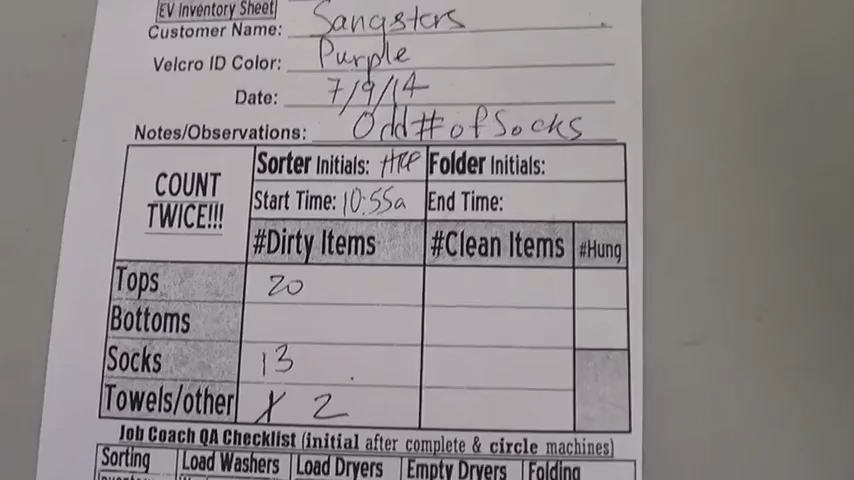 EV Inventory Sheet
Customer Name: Sangsters
Velcro ID Color: Purple
Date: 7/9/14
Notes/Observations: Odd # of Socks
COUNT TWICE!!!
Sorter Initials: Folder Initials:
Start Time: 10:55a End Time:
#Dirty Items #Clean Items #Hung
Tops 20
Bottoms
Socks 13
Towels/other X 2
Job Coach QA Checklist (initial after complete & circle machines)
Sorting Load Washers Load Dryers Empty Dryers Folding